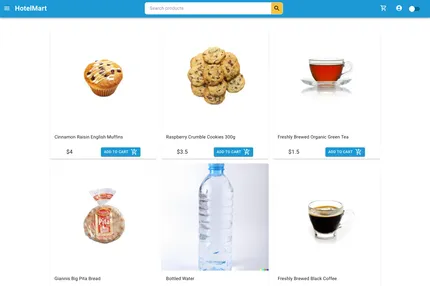 HotelMart
Search products
Cinnamon Raisin English Muffins
Raspberry Crumble Cookies 300g
Freshly Brewed Organic Green Tea
$4
ADD TO CART
$3.5
ADD TO CART
$1.5
ADD TO CART
Giannis Big Pita Bread
Bottled Water
Freshly Brewed Black Coffee